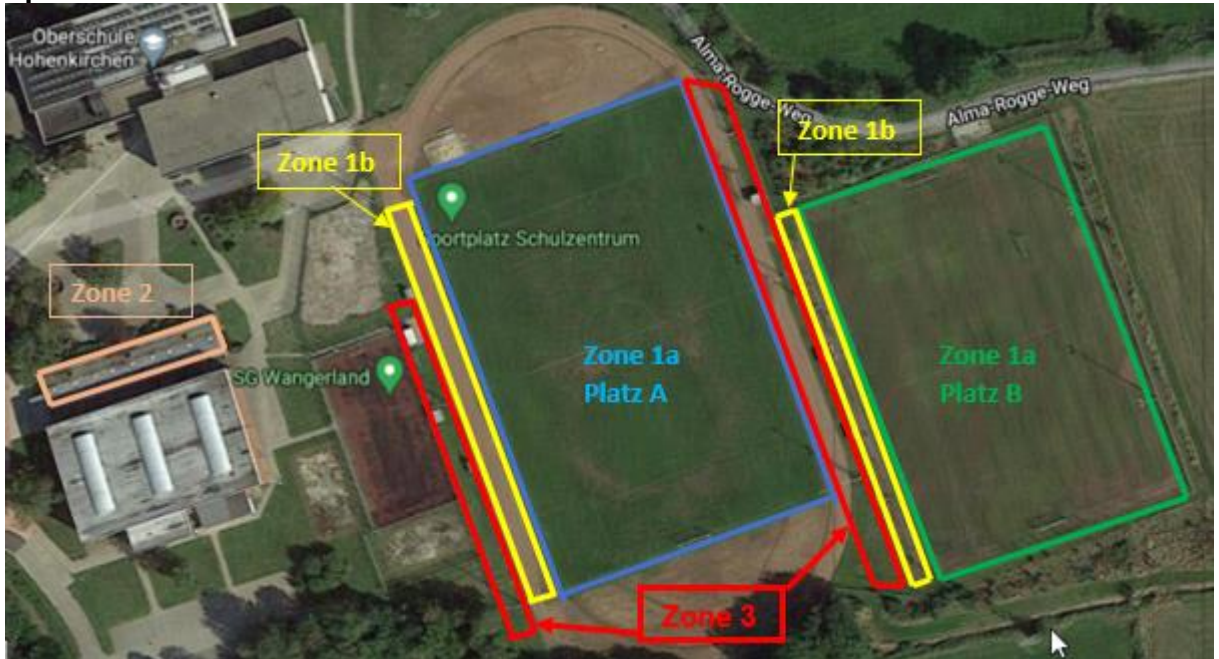 Oberschule
Hohenkirchen
Alma-Rogge-Weg
Alma-Rogge-Weg
Zone 1b
Zone 1b
Sportplatz Schulzentrum
Zone 2
Zone 1a
Platz A
Zone 1a
Platz B
SG Wangerland
Zone 3